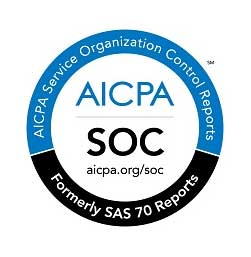 AICPA Service Organization Control Reports
SM
AICPA
SOC
aicpa.org/soc
Formerly SAS 70 Reports